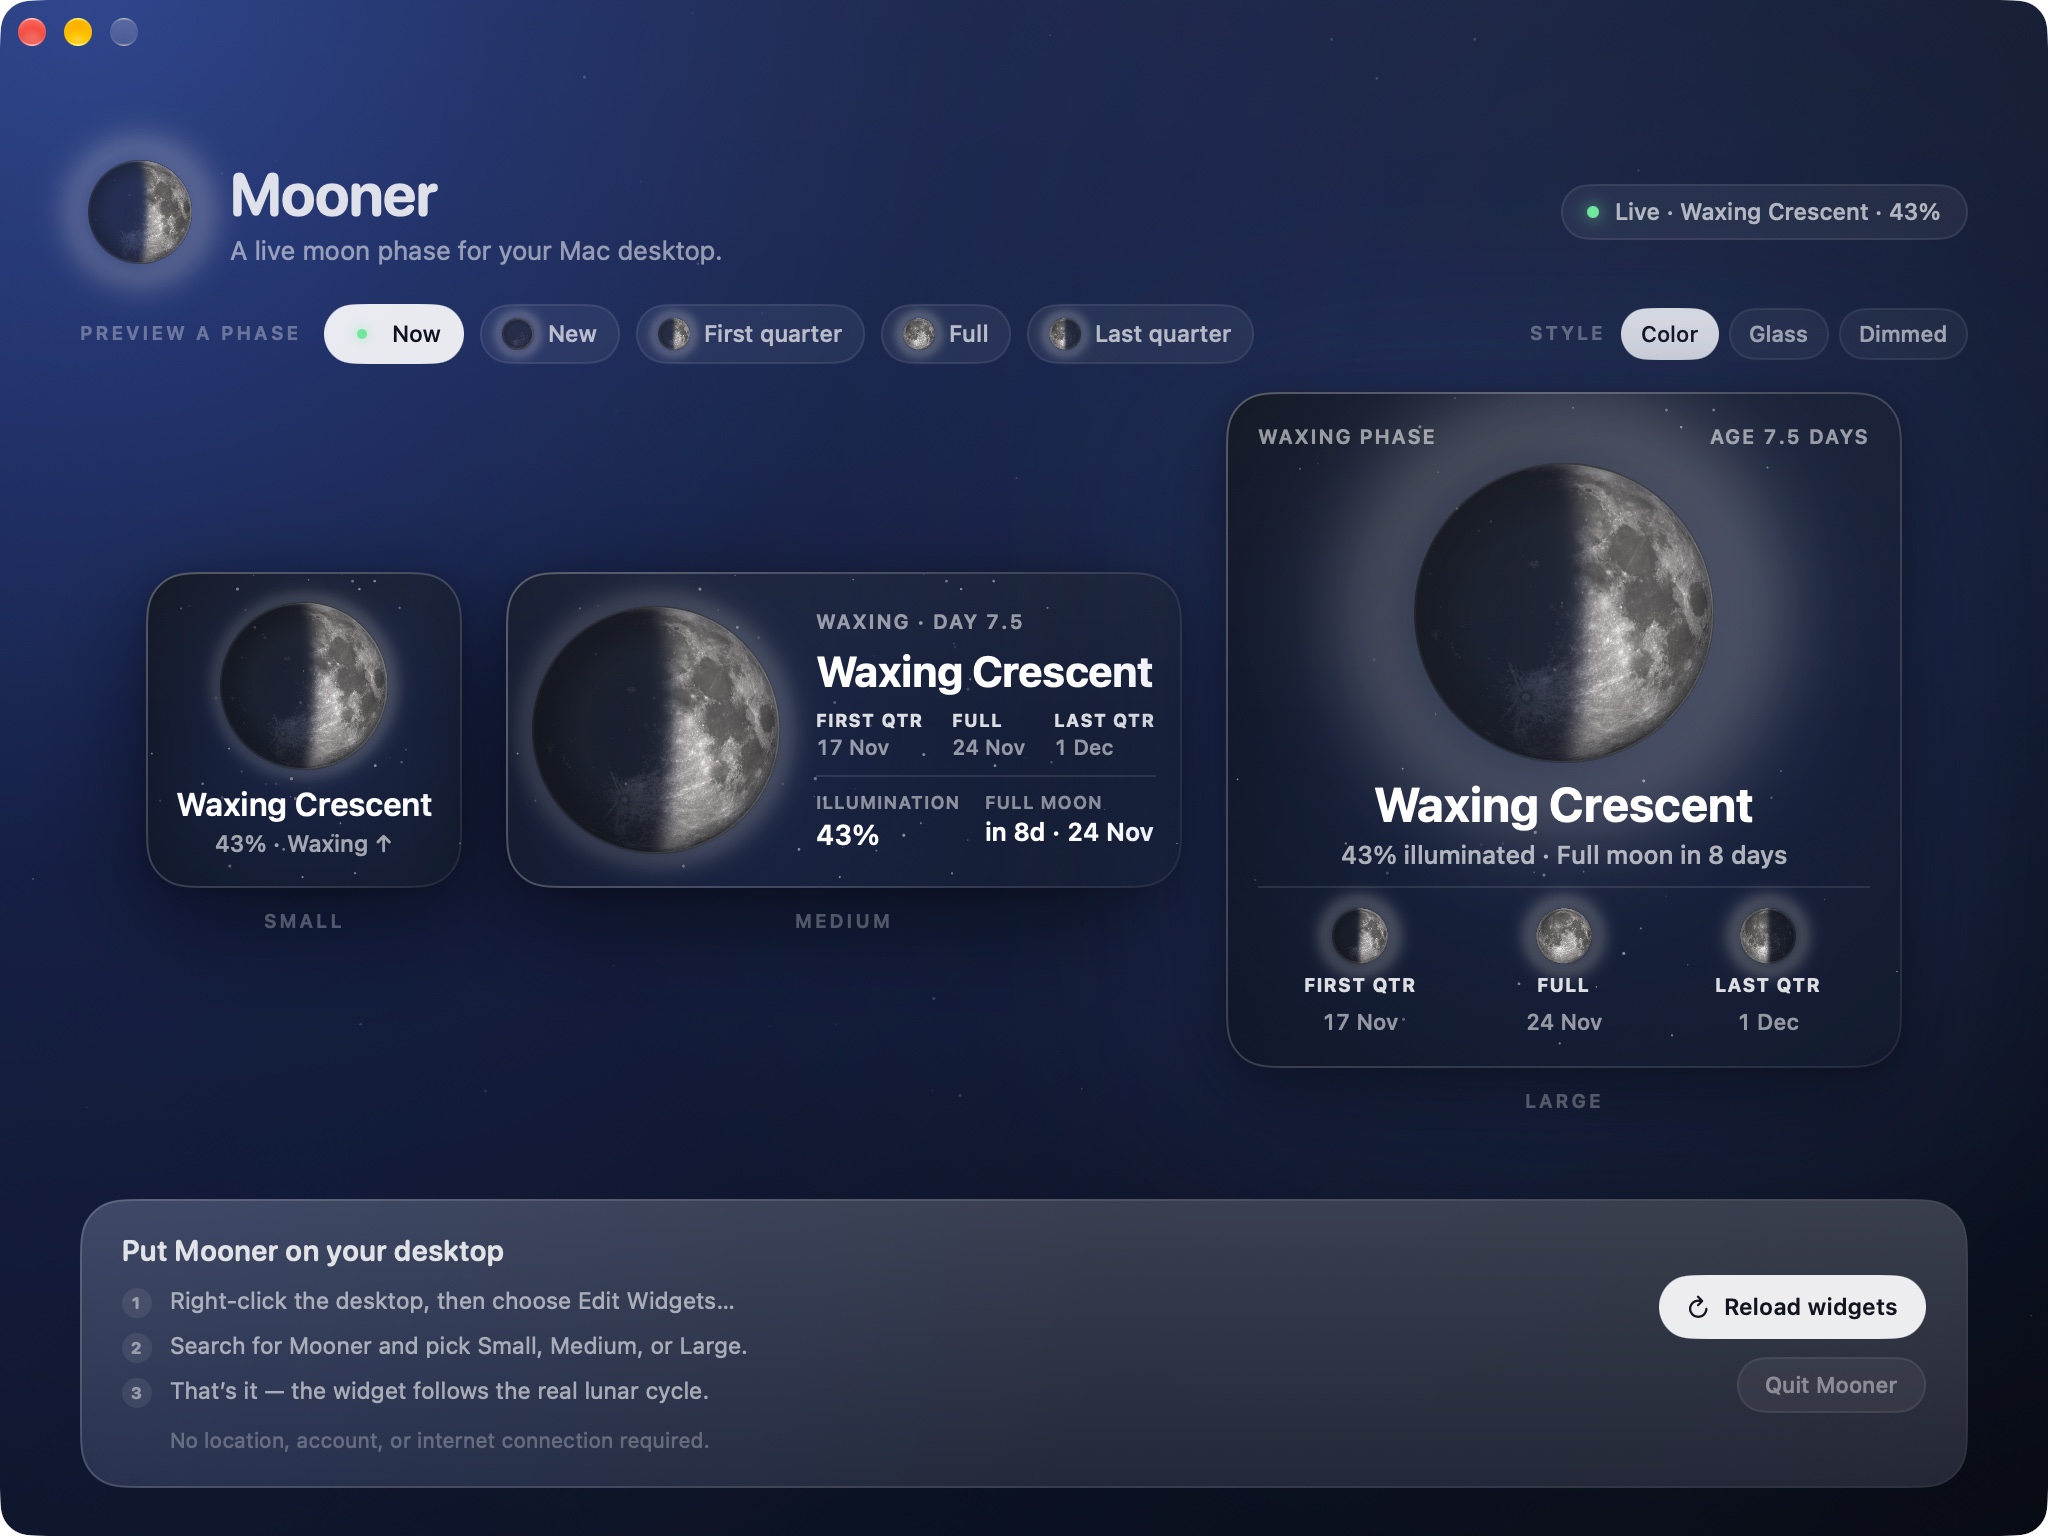 Mooner
A live moon phase for your Mac desktop.
Live · Waxing Crescent · 43%
PREVIEW A PHASE
Now
New
First quarter
Full
Last quarter
STYLE
Color
Glass
Dimmed
Waxing Crescent
43% · Waxing ↑
SMALL
WAXING · DAY 7.5
Waxing Crescent
FIRST QTR FULL LAST QTR
17 Nov 24 Nov 1 Dec
ILLUMINATION FULL MOON
43% in 8d · 24 Nov
MEDIUM
WAXING PHASE AGE 7.5 DAYS
Waxing Crescent
43% illuminated · Full moon in 8 days
FIRST QTR FULL LAST QTR
17 Nov 24 Nov 1 Dec
LARGE
Put Mooner on your desktop
1 Right-click the desktop, then choose Edit Widgets...
2 Search for Mooner and pick Small, Medium, or Large.
3 That’s it — the widget follows the real lunar cycle.
No location, account, or internet connection required.
Reload widgets
Quit Mooner